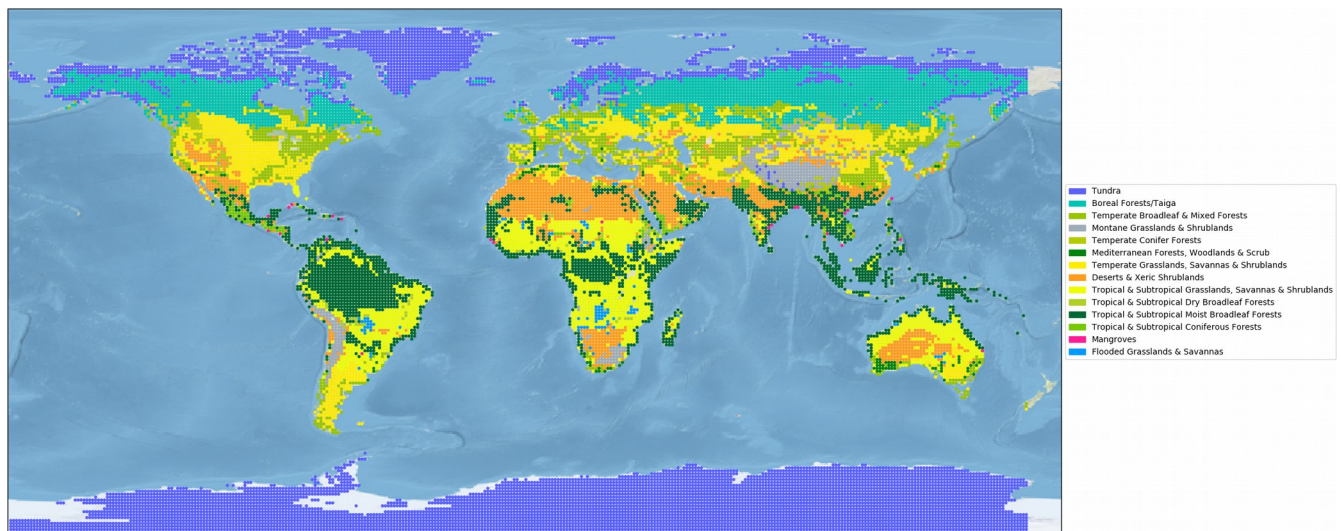 Tundra
Boreal Forests/Taiga
Temperate Broadleaf & Mixed Forests
Montane Grasslands & Shrublands
Temperate Conifer Forests
Mediterranean Forests, Woodlands & Scrub
Temperate Grasslands, Savannas & Shrublands
Deserts & Xeric Shrublands
Tropical & Subtropical Grasslands, Savannas & Shrublands
Tropical & Subtropical Dry Broadleaf Forests
Tropical & Subtropical Moist Broadleaf Forests
Tropical & Subtropical Coniferous Forests
Mangroves
Flooded Grasslands & Savannas